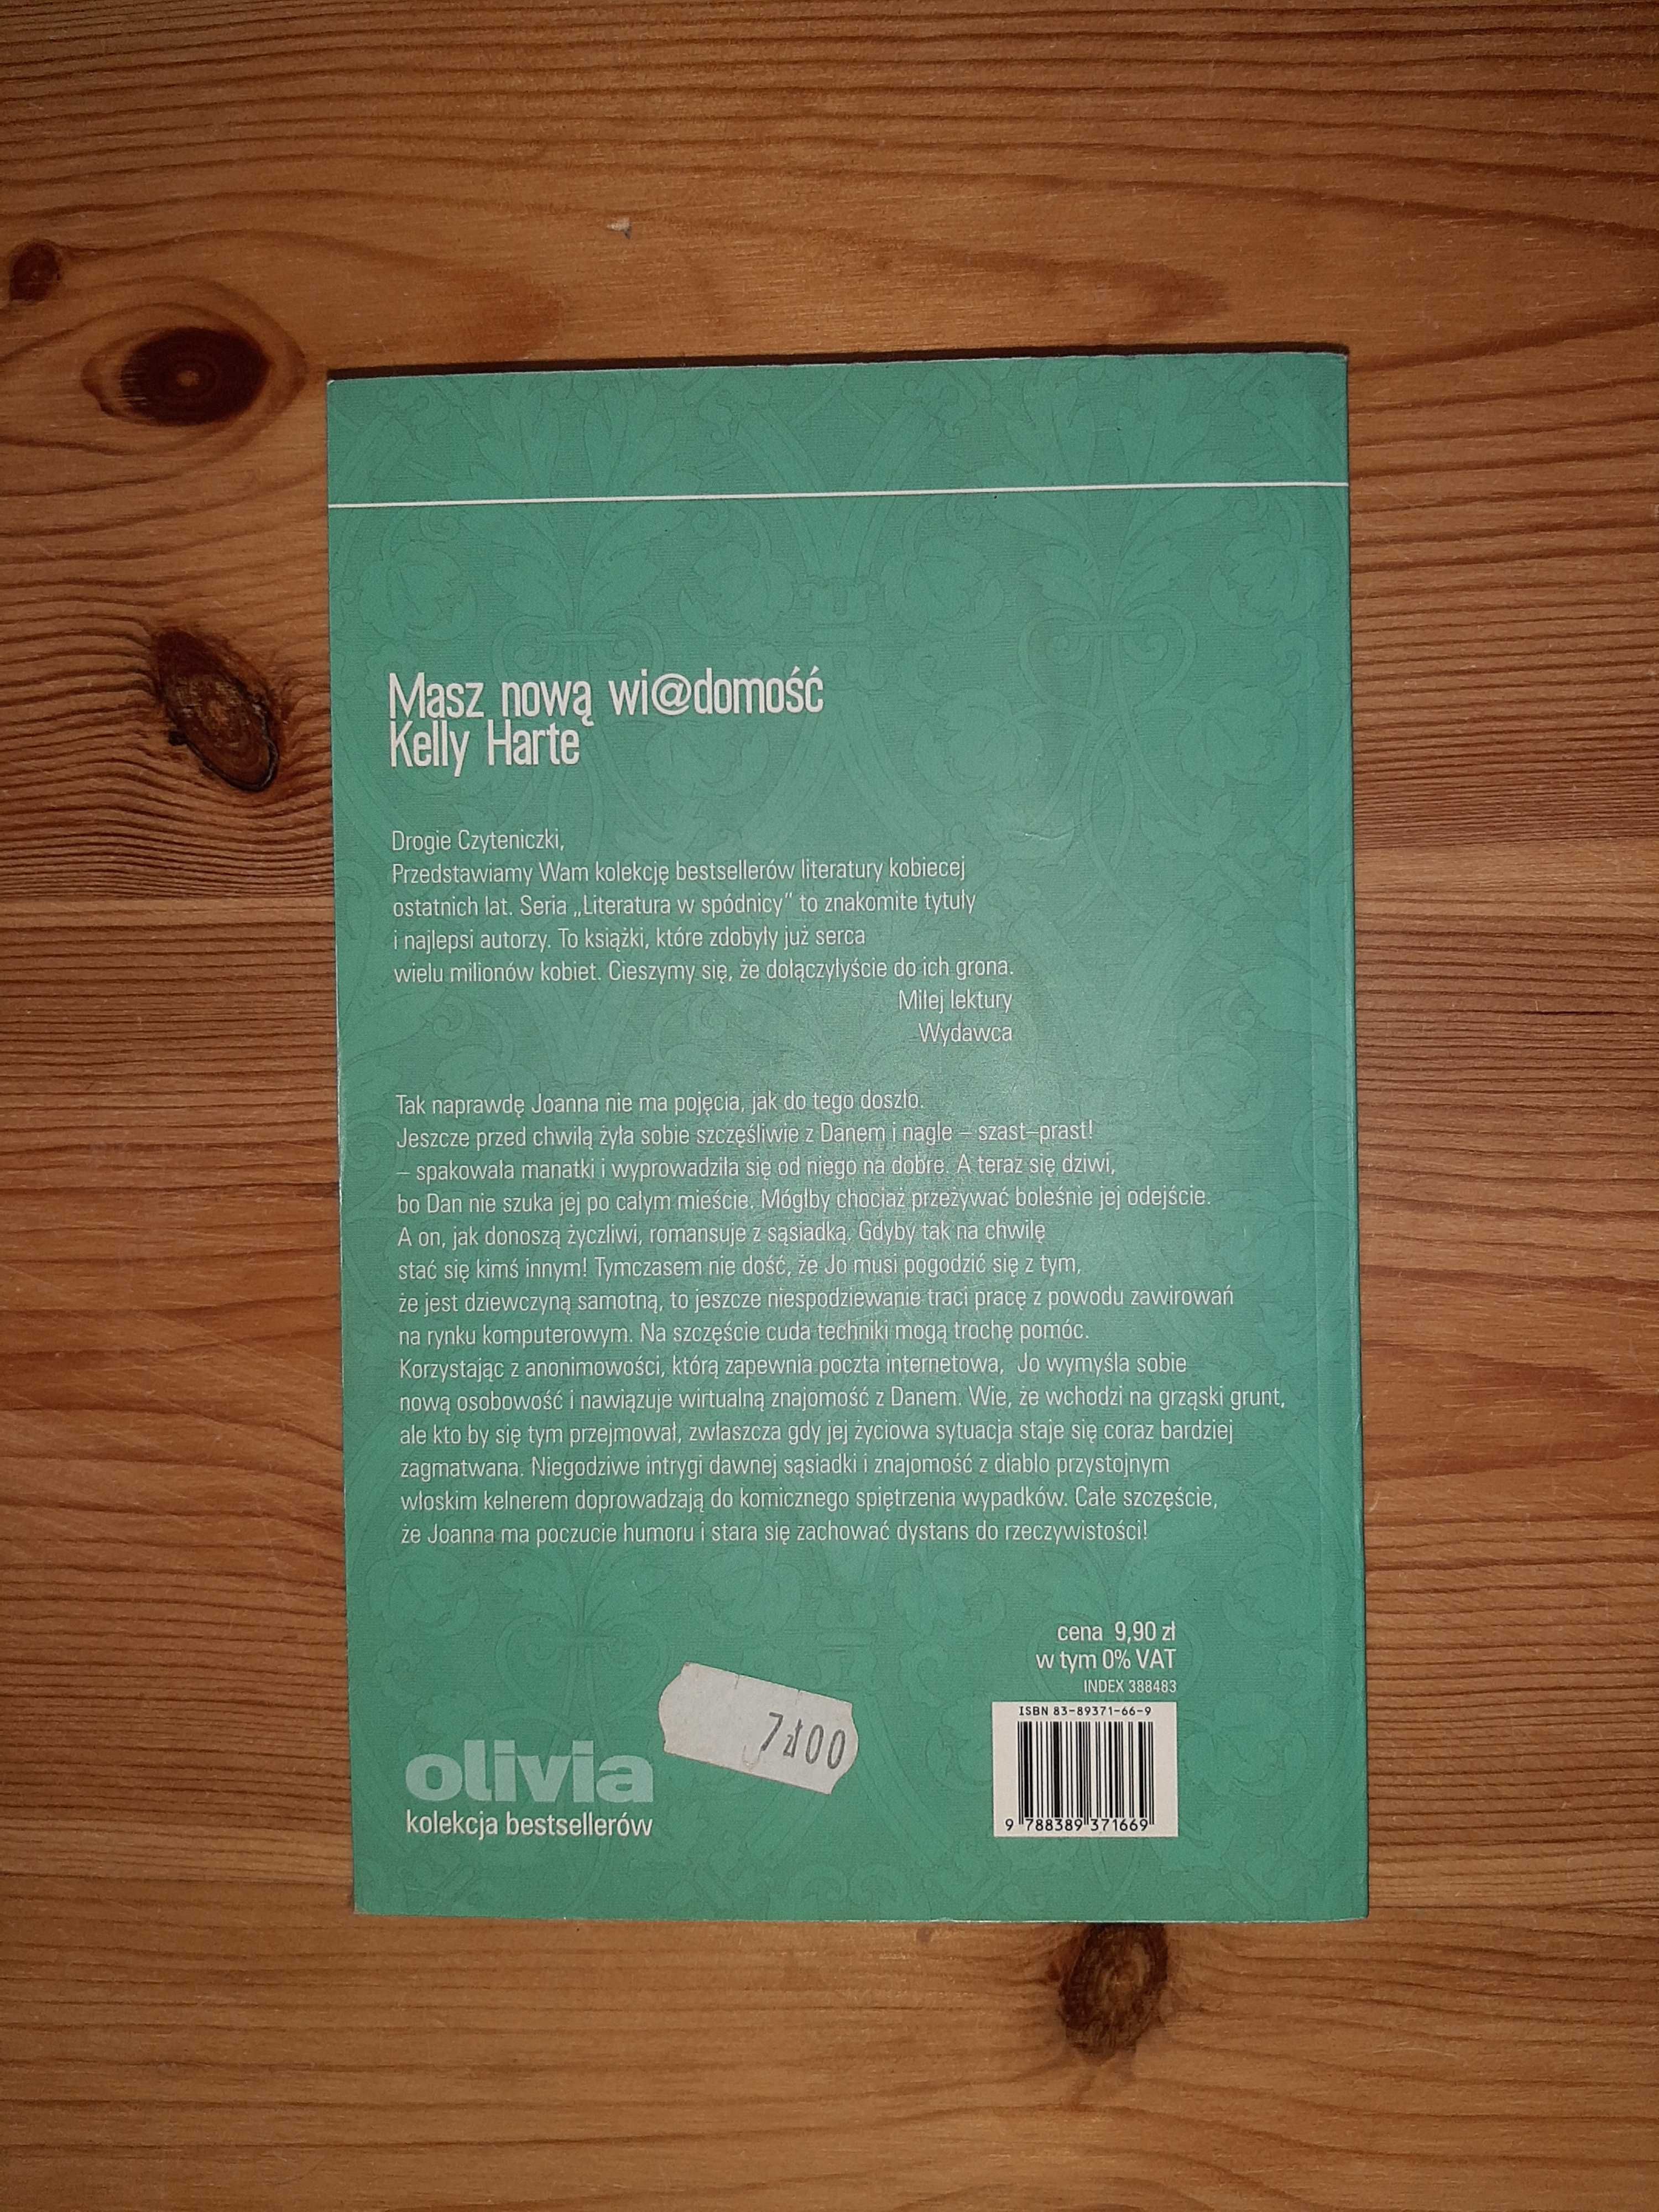 Masz nową wi@domość
Kelly Harte
Drogie Czyteniczki,
Przedstawiamy Wam kolekcję bestsellerów literatury kobiecej
ostatnich lat. Seria „Literatura w spódnicy” to znakomite tytuły
i najlepsi autorzy. To książki, które zdobyły już serca
wielu milionów kobiet. Cieszymy się, że dołączyłyście do ich grona.
Miłej lektury
Wydawca
Tak naprawdę Joanna nie ma pojęcia, jak do tego doszło.
Jeszcze przed chwilą żyła sobie szczęśliwie z Danem i nagle – szast–prast!
– spakowała manatki i wyprowadziła się od niego na dobre. A teraz się dziwi,
bo Dan nie szuka jej po całym mieście. Mógłby chociaż przeżywać boleśnie jej odejście.
A on, jak donoszą życzliwi, romansuje z sąsiadką. Gdyby tak na chwilę
stać się kimś innym! Tymczasem nie dość, że Jo musi pogodzić się z tym,
że jest dziewczyną samotną, to jeszcze niespodziewanie traci pracę z powodu zawirowań
na rynku komputerowym. Na szczęście cuda techniki mogą trochę pomóc.
Korzystając z anonimowości, którą zapewnia poczta internetowa, Jo wymyśla sobie
nową osobowość i nawiązuje wirtualną znajomość z Danem. Wie, że wchodzi na grząski grunt,
ale kto by się tym przejmował, zwłaszcza gdy jej życiowa sytuacja staje się coraz bardziej
zagmatwana. Niegodziwe intrygi dawnej sąsiadki i znajomość z diablo przystojnym
włoskim kelnerem doprowadzają do komicznego spiętrzenia wypadków. Całe szczęście,
że Joanna ma poczucie humoru i stara się zachować dystans do rzeczywistości!
cena 9,90 zł
w tym 0% VAT
INDEX 388483
ISBN 83-89371-66-9
9 788389 371669
7zł00
olivia
kolekcja bestsellerów